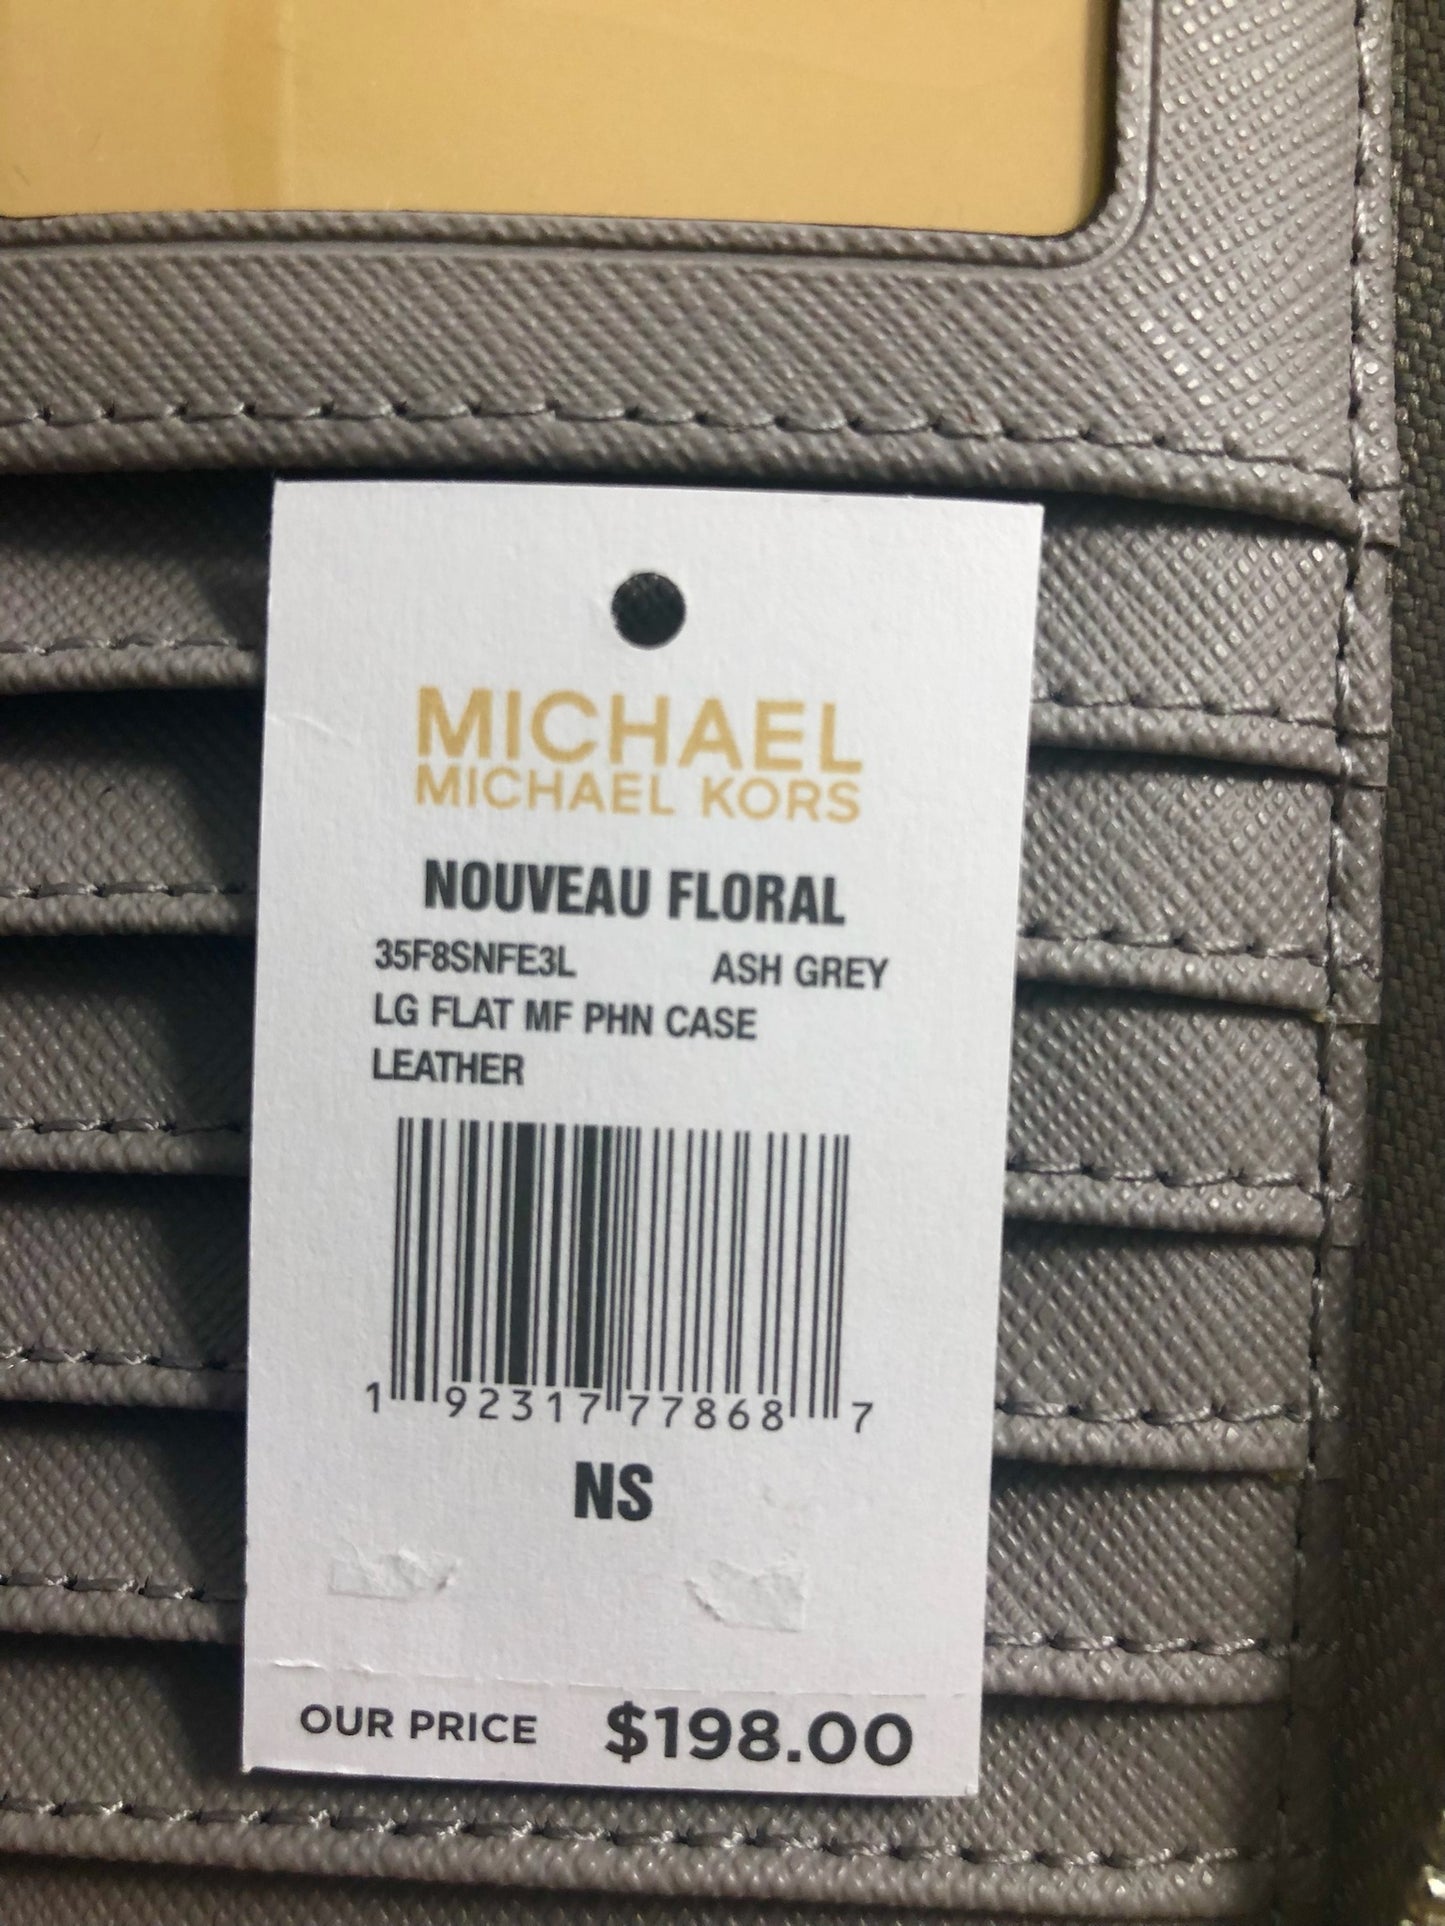 MICHAEL
MICHAEL KORS
NOUVEAU FLORAL
35F8SNFE3L ASH GREY
LG FLAT MF PHN CASE
LEATHER
1 92317 77868 7
NS
OUR PRICE $198.00